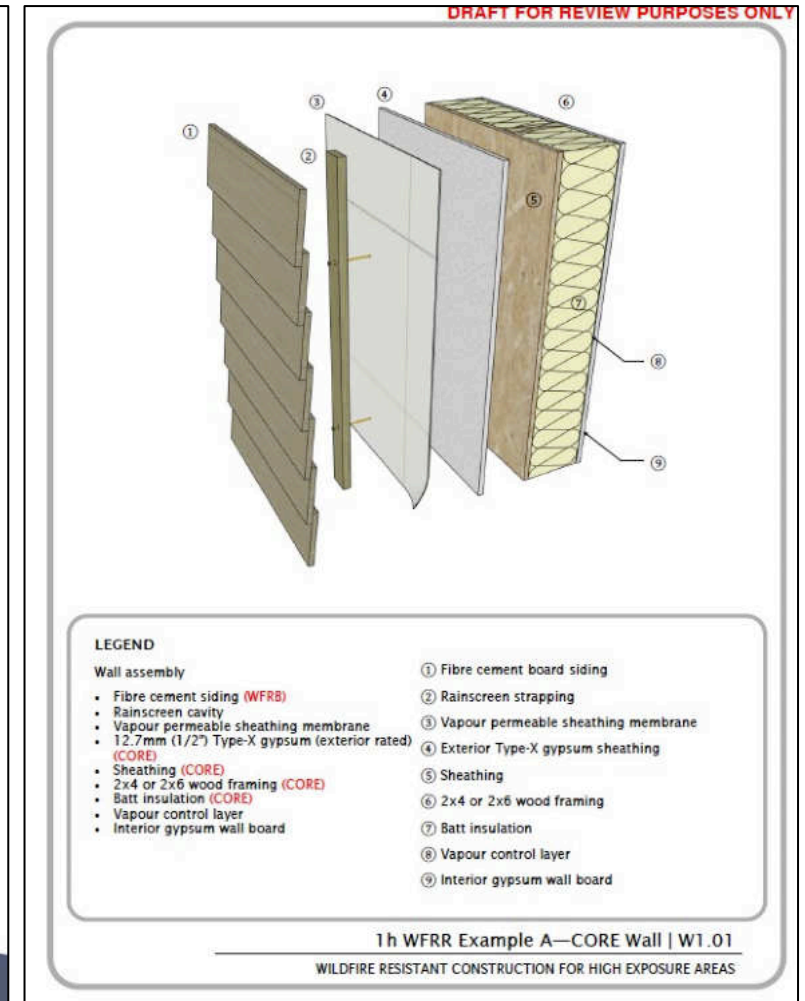 DRAFT FOR REVIEW PURPOSES ONLY
①
②
③
④
⑤
⑥
⑦
⑧
⑨
LEGEND
Wall assembly
• Fibre cement siding (WFRB)
• Rainscreen cavity
• Vapour permeable sheathing membrane
• 12.7mm (1/2") Type-X gypsum (exterior rated)
(CORE)
• Sheathing (CORE)
• 2x4 or 2x6 wood framing (CORE)
• Batt insulation (CORE)
• Vapour control layer
• Interior gypsum wall board
① Fibre cement board siding
② Rainscreen strapping
③ Vapour permeable sheathing membrane
④ Exterior Type-X gypsum sheathing
⑤ Sheathing
⑥ 2x4 or 2x6 wood framing
⑦ Batt insulation
⑧ Vapour control layer
⑨ Interior gypsum wall board
1h WFRR Example A—CORE Wall | W1.01
WILDFIRE RESISTANT CONSTRUCTION FOR HIGH EXPOSURE AREAS